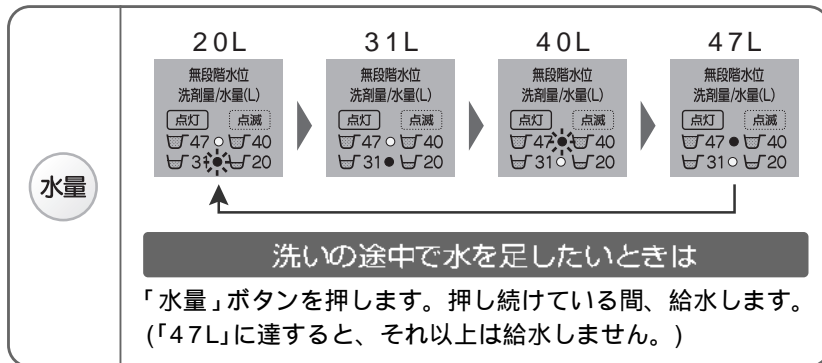 20L
31L
40L
47L
無段階水位
洗剤量/水量(L)
点灯 点滅
47 40
31 20
無段階水位
洗剤量/水量(L)
点灯 点滅
47 40
31 20
無段階水位
洗剤量/水量(L)
点灯 点滅
47 40
31 20
無段階水位
洗剤量/水量(L)
点灯 点滅
47 40
31 20
水量
洗いの途中で水を足したいときは
「水量」ボタンを押します。押し続けている間、給水します。
(「47L」に達すると、それ以上は給水しません。)